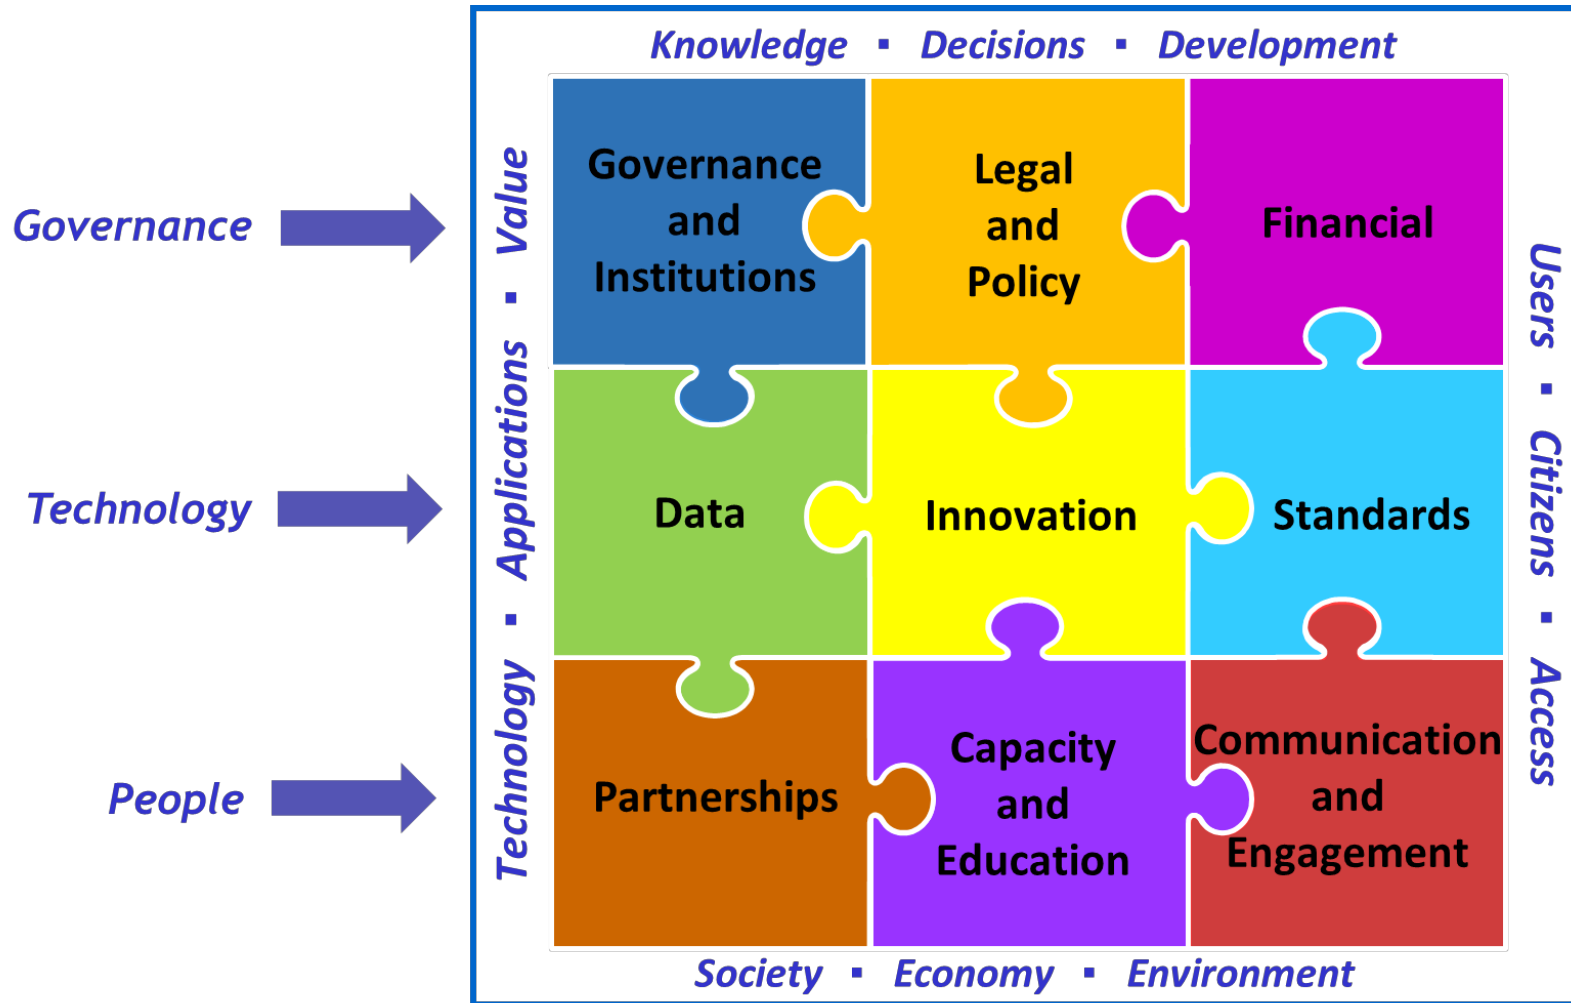 Knowledge ▪ Decisions ▪ Development
Governance
Technology
People
Technology ▪ Applications ▪ Value
Governance
and
Institutions
Legal
and
Policy
Financial
Data
Innovation
Standards
Partnerships
Capacity
and
Education
Communication
and
Engagement
Users ▪ Citizens ▪ Access
Society ▪ Economy ▪ Environment